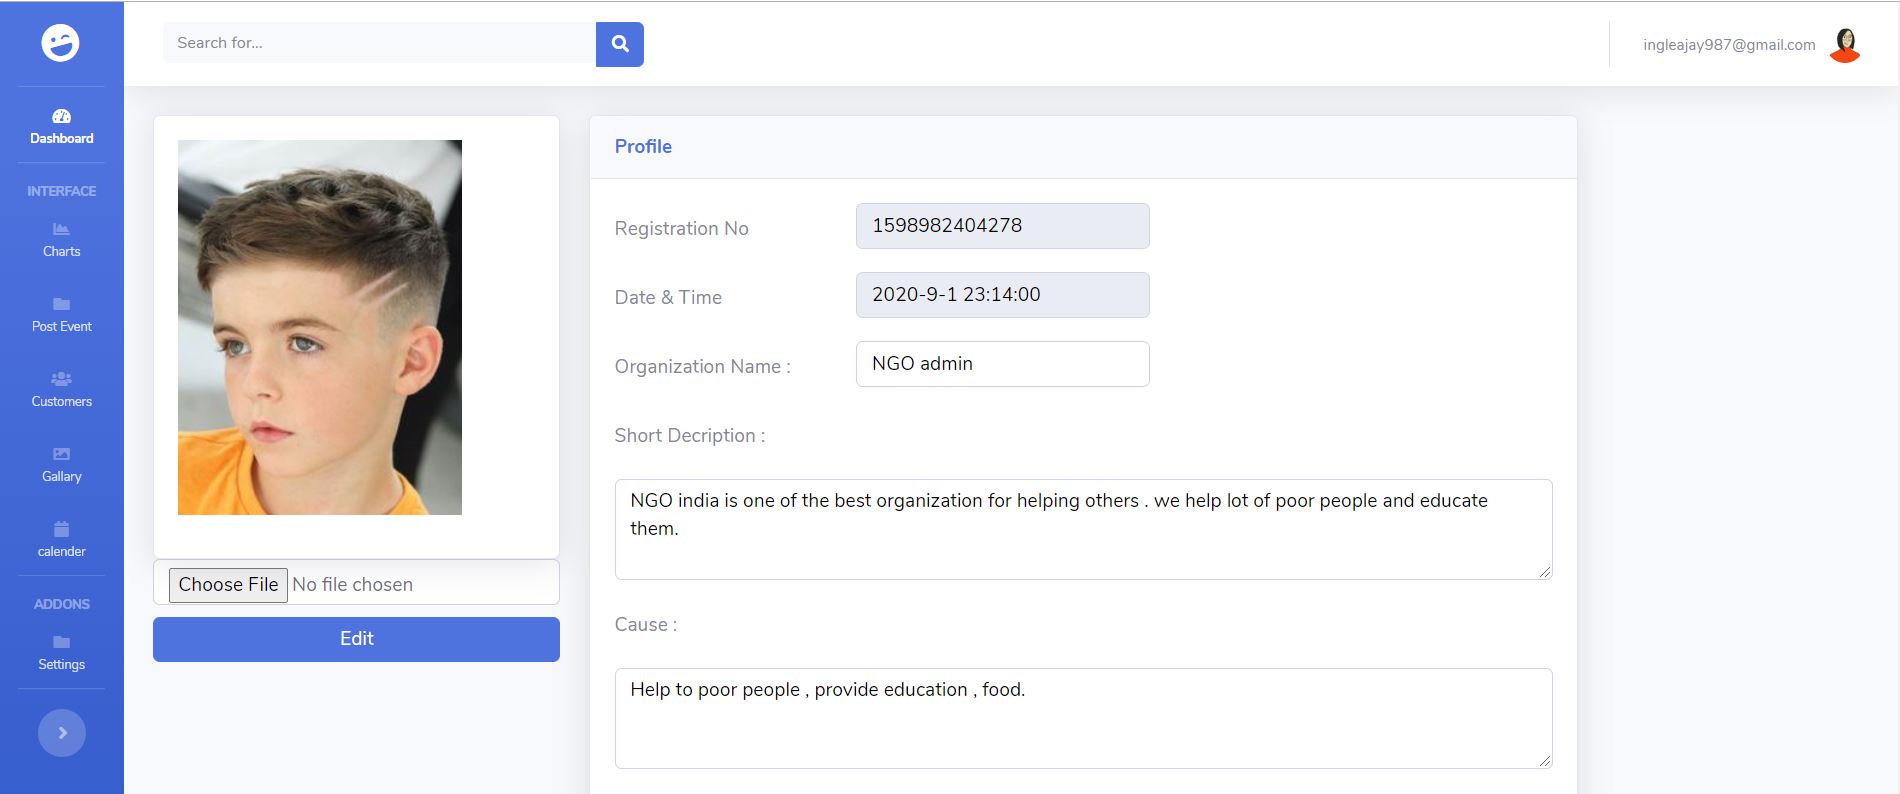 Search for...
ingleajay987@gmail.com
Dashboard
INTERFACE
Charts
Post Event
Customers
Gallary
calender
ADDONS
Settings
Choose File No file chosen
Edit
Profile
Registration No 1598982404278
Date & Time 2020-9-1 23:14:00
Organization Name : NGO admin
Short Decription :
NGO india is one of the best organization for helping others . we help lot of poor people and educate
them.
Cause :
Help to poor people , provide education , food.